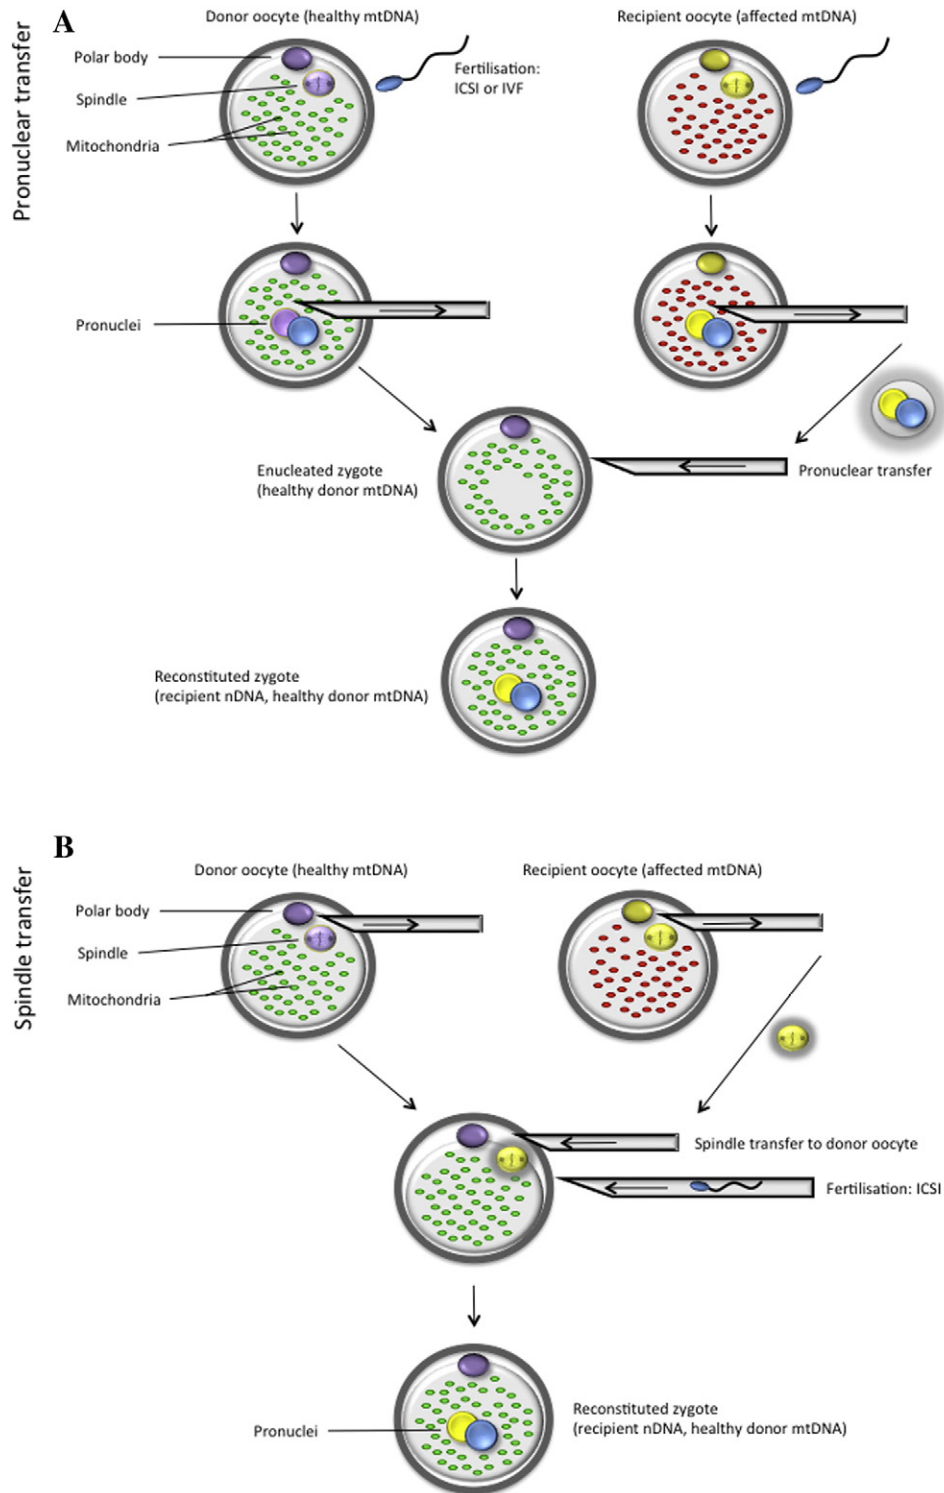 A
Pronuclear transfer
Donor oocyte (healthy mtDNA)
Recipient oocyte (affected mtDNA)
Polar body
Spindle
Mitochondria
Fertilisation:
ICSI or IVF
Pronuclei
Enucleated zygote
(healthy donor mtDNA)
Pronuclear transfer
Reconstituted zygote
(recipient nDNA, healthy donor mtDNA)
B
Spindle transfer
Donor oocyte (healthy mtDNA)
Recipient oocyte (affected mtDNA)
Polar body
Spindle
Mitochondria
Spindle transfer to donor oocyte
Fertilisation: ICSI
Pronuclei
Reconstituted zygote
(recipient nDNA, healthy donor mtDNA)